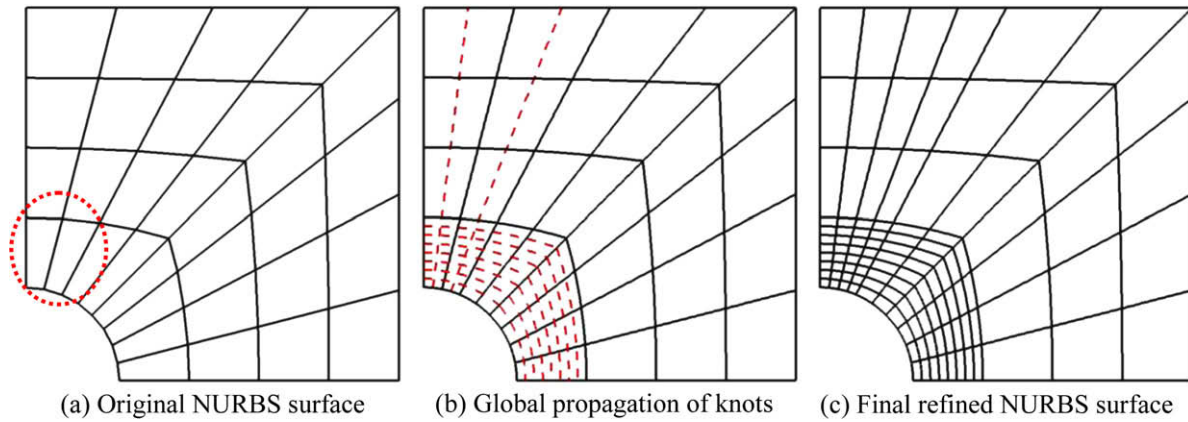 (a) Original NURBS surface
(b) Global propagation of knots
(c) Final refined NURBS surface